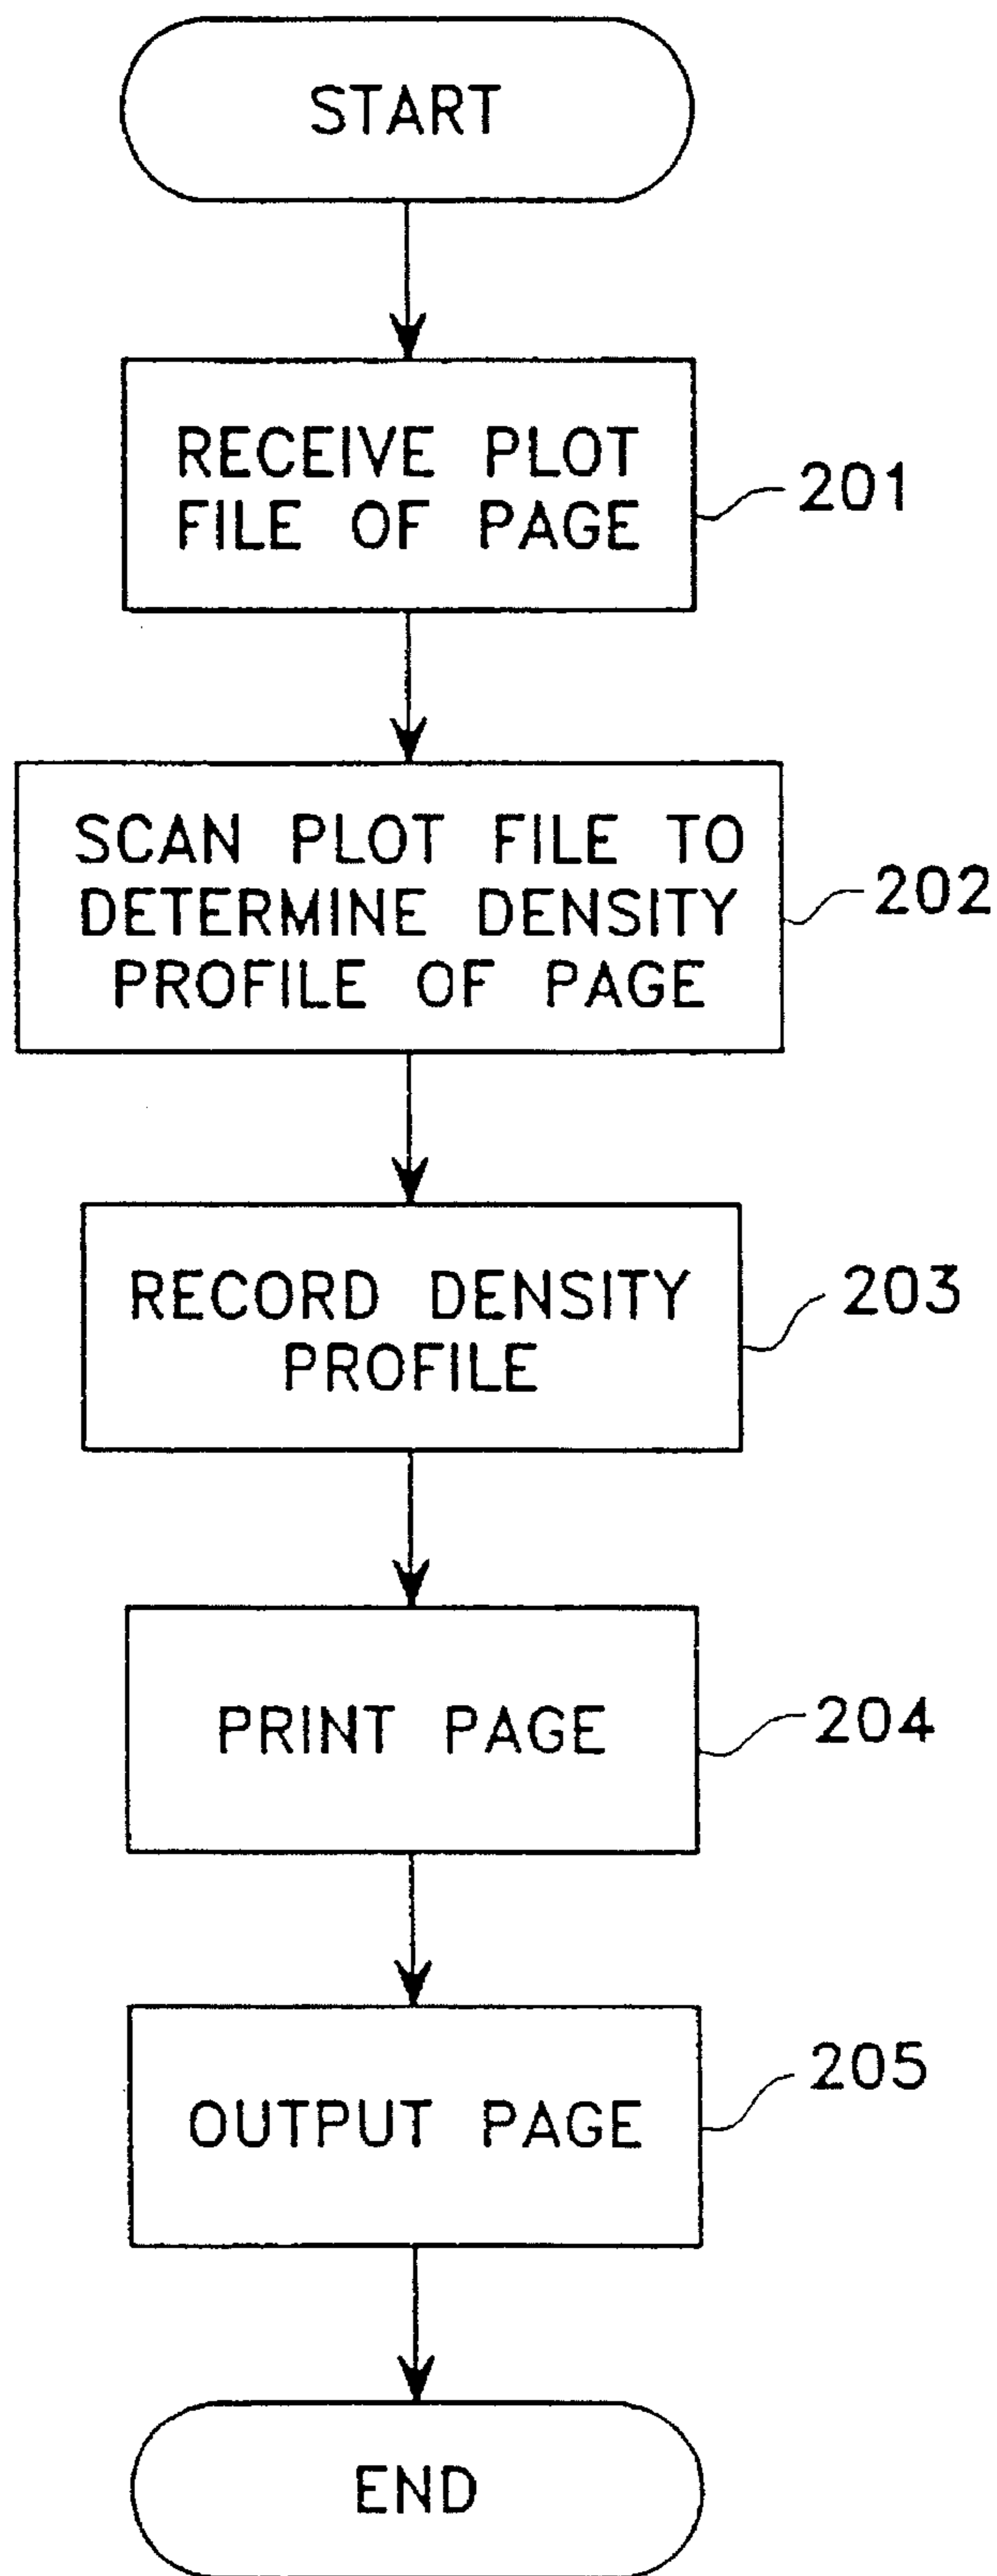 START
RECEIVE PLOT
FILE OF PAGE
201
SCAN PLOT FILE TO
DETERMINE DENSITY
PROFILE OF PAGE
202
RECORD DENSITY
PROFILE
203
PRINT PAGE
204
OUTPUT PAGE
205
END